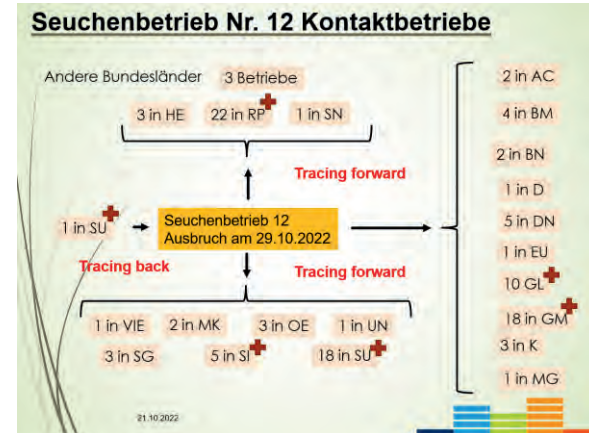 Seuchenbetrieb Nr. 12 Kontaktbetriebe
Andere Bundesländer 3 Betriebe
3 in HE 22 in RP 1 in SN
Tracing forward
1 in SU
Seuchenbetrieb 12
Ausbruch am 29.10.2022
Tracing back
Tracing forward
1 in VIE 2 in MK 3 in OE 1 in UN
3 in SG 5 in SI 18 in SU
2 in AC
4 in BM
2 in BN
1 in D
5 in DN
1 in EU
10 GL
18 in GM
3 in K
1 in MG
21.10.2022